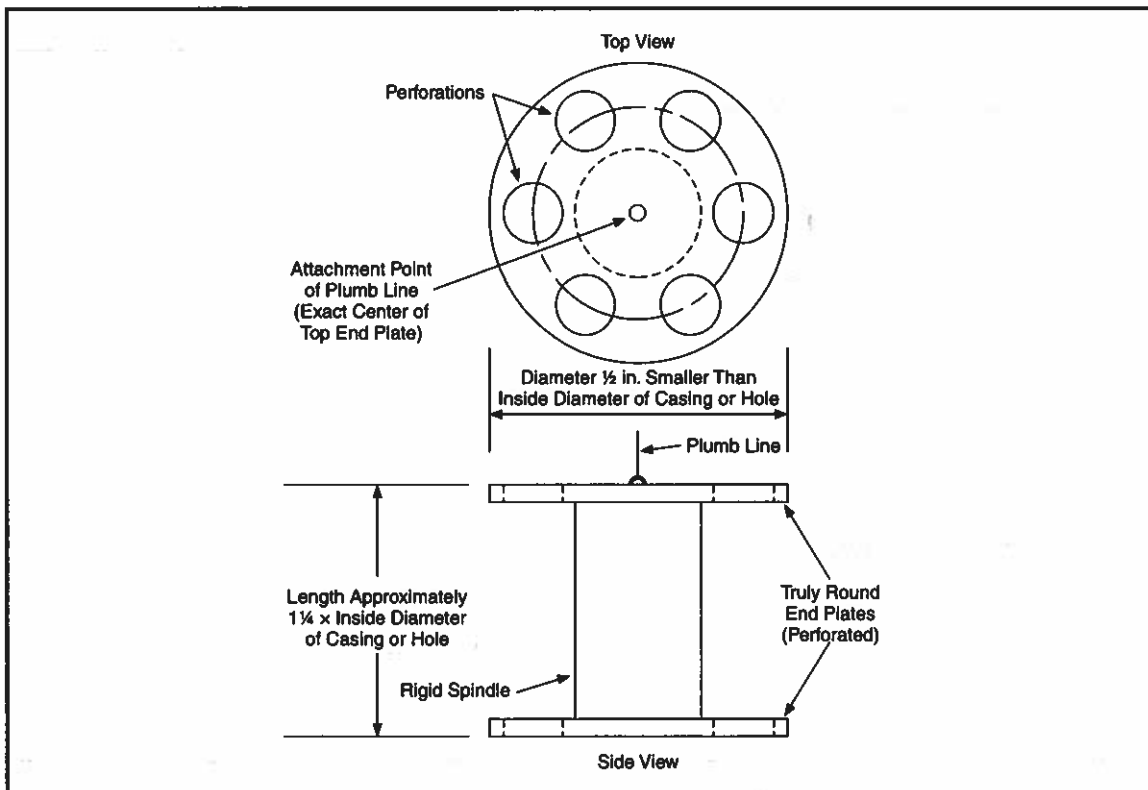 Top View
Perforations
Attachment Point
of Plumb Line
(Exact Center of
Top End Plate)
Diameter ½ in. Smaller Than
Inside Diameter of Casing or Hole
Plumb Line
Length Approximately
1¼ × Inside Diameter
of Casing or Hole
Truly Round
End Plates
(Perforated)
Rigid Spindle
Side View